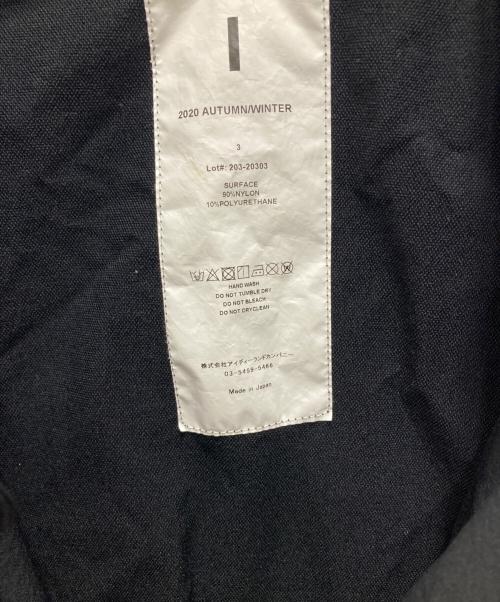 2020 AUTUMN/WINTER
3
Lot#: 203-20303
SURFACE
90%NYLON
10%POLYURETHANE
HAND WASH
DO NOT TUMBLE DRY
DO NOT BLEACH
DO NOT DRYCLEAN
株式会社アイディーランドカンパニー
03-5459-5466
Made in Japan